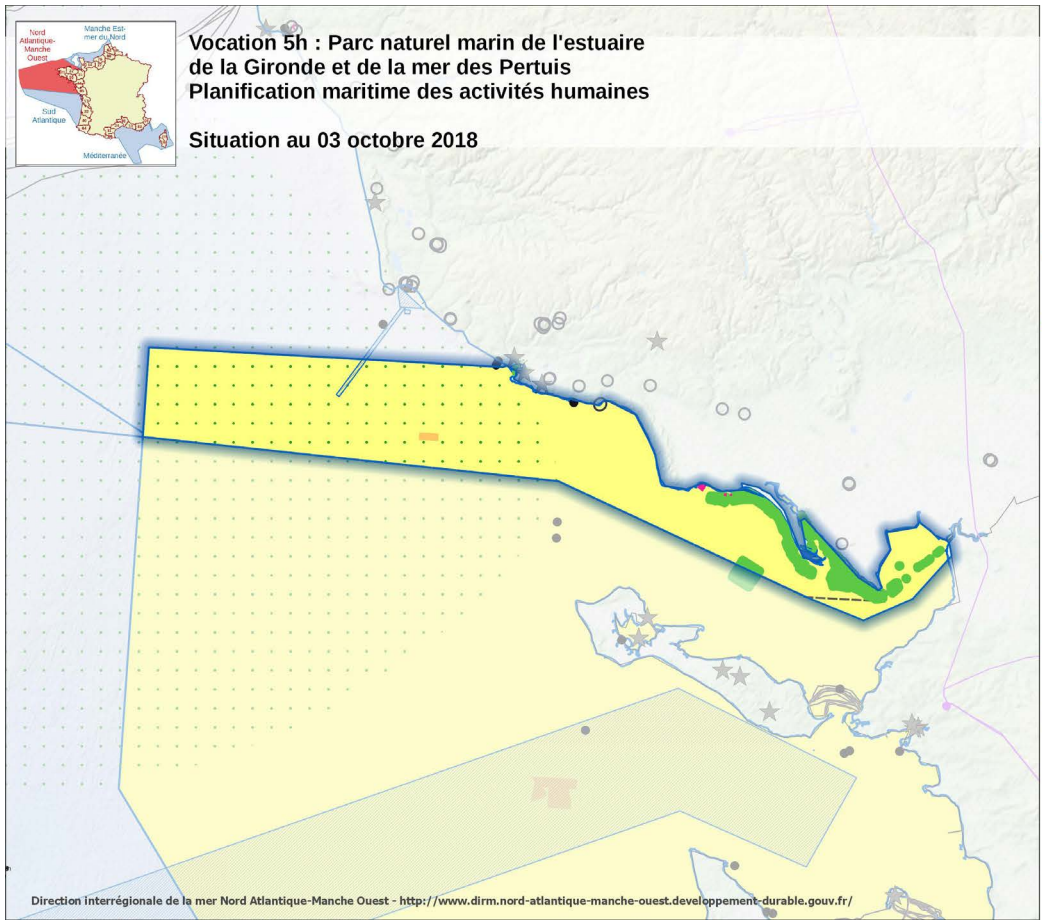 Nord
Atlantique-
Manche
Ouest
Manche Est-
mer du Nord
Sud
Atlantique
Méditerranée
Vocation 5h : Parc naturel marin de l'estuaire
de la Gironde et de la mer des Pertuis
Planification maritime des activités humaines
Situation au 03 octobre 2018
Direction interrégionale de la mer Nord Atlantique-Manche Ouest - http://www.dirm.nord-atlantique-manche-ouest.developpement-durable.gouv.fr/